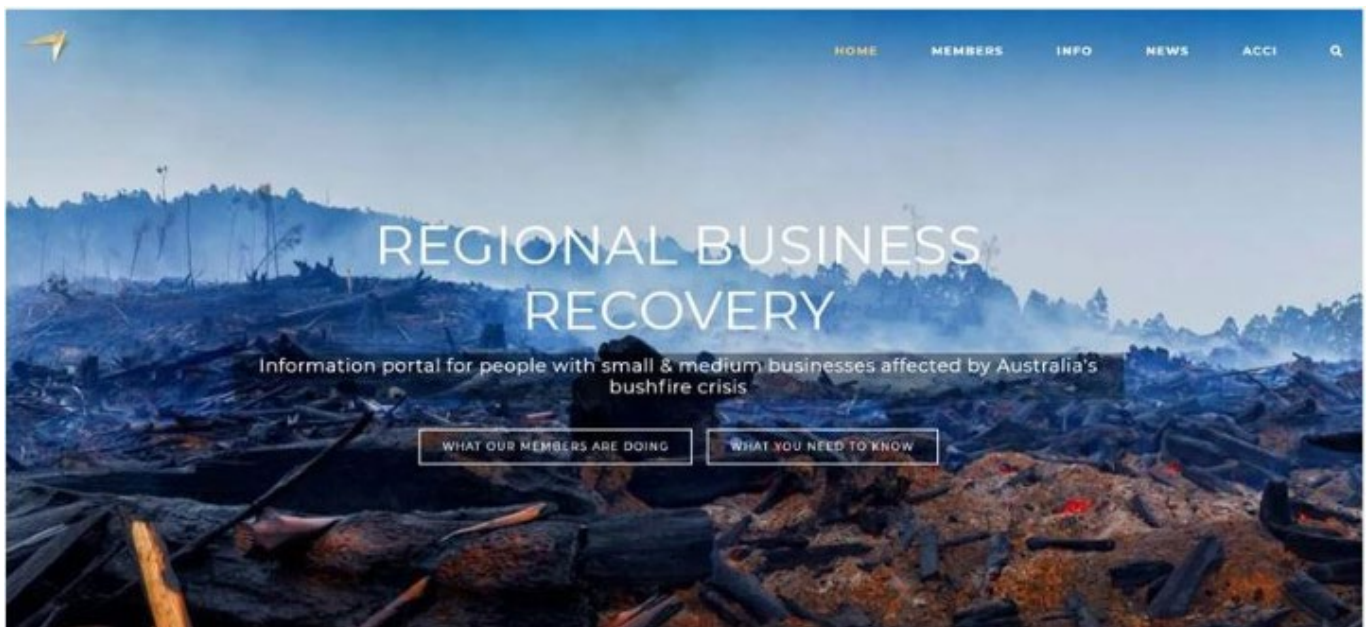 HOME MEMBERS INFO NEWS ACCI
REGIONAL BUSINESS
RECOVERY
Information portal for people with small & medium businesses affected by Australia's
bushfire crisis
WHAT OUR MEMBERS ARE DOING WHAT YOU NEED TO KNOW